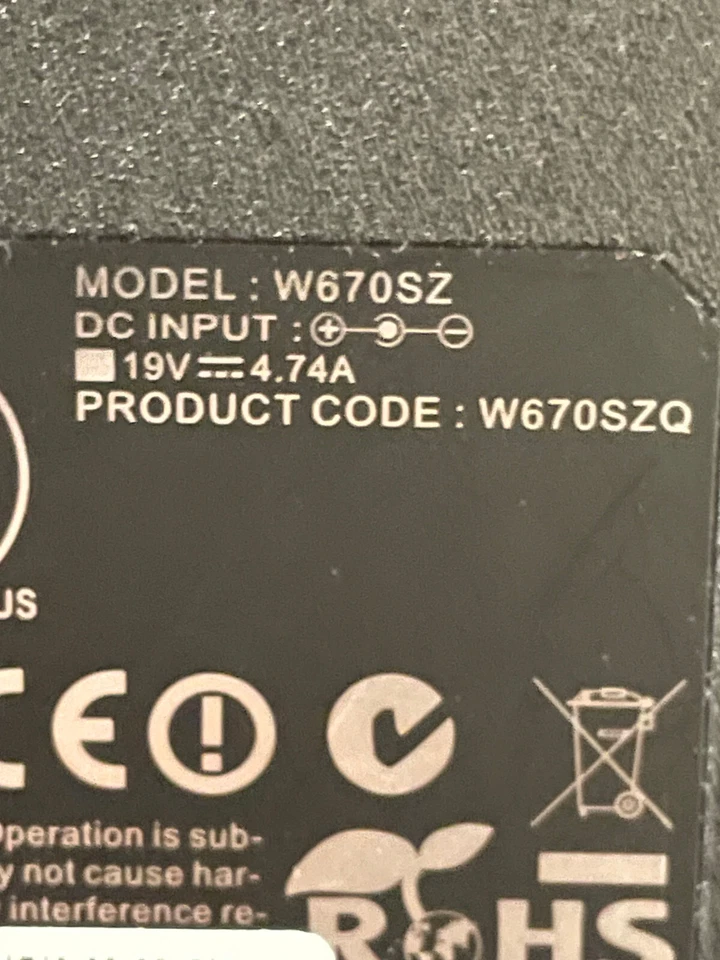 MODEL : W670SZ
DC INPUT :
19V 4.74A
PRODUCT CODE : W670SZQ
US
CE
Operation is sub-
y not cause har-
interference re-
RoHS